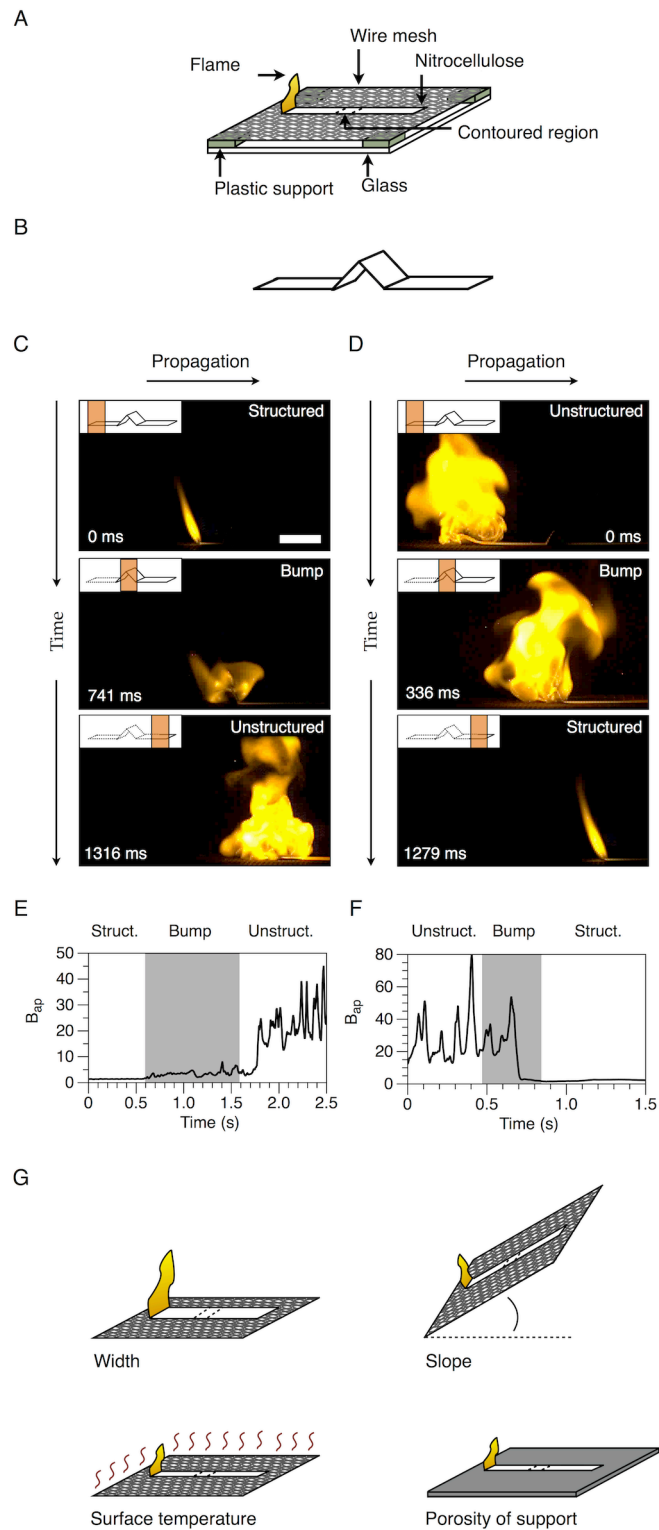 A
Wire mesh
Flame
Nitrocellulose
Contoured region
Plastic support
Glass
B
C
D
Propagation
Propagation
Structured
0 ms
Bump
741 ms
Unstructured
1316 ms
Time
Unstructured
0 ms
Bump
336 ms
Structured
1279 ms
Time
E
Struct. Bump Unstruct.
50
40
30
20
10
0
B_ap
0 0.5 1.0 1.5 2.0 2.5
Time (s)
F
Unstruct. Bump Struct.
80
60
40
20
0
B_ap
0 0.5 1.0 1.5
Time (s)
G
Width
Slope
Surface temperature
Porosity of support